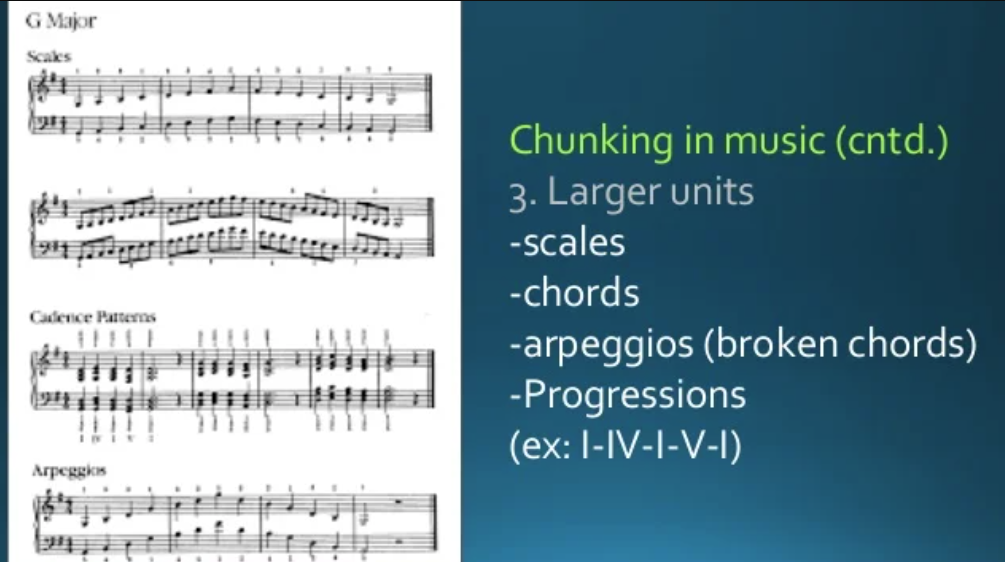 G Major
Scales
Cadence Patterns
I IV I V I
Arpeggios
Chunking in music (cntd.)
3. Larger units
-scales
-chords
-arpeggios (broken chords)
-Progressions
(ex: I-IV-I-V-I)